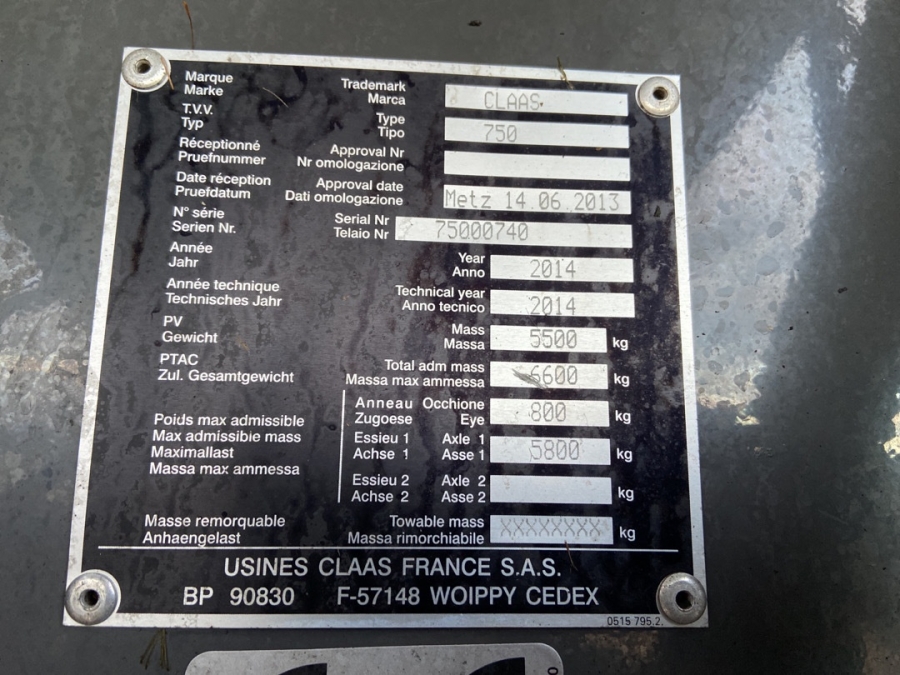 Marque Trademark CLAAS
Marke Marca
T.V.V. Type 750
Typ Tipo
Réceptionné Approval Nr
Pruefnummer Nr omologazione
Date réception Approval date Metz 14.06.2013
Pruefdatum Dati omologazione
N° série Serial Nr 75000740
Serien Nr. Telaio Nr
Année Year 2014
Jahr Anno
Année technique Technical year 2014
Technisches Jahr Anno tecnico
PV Mass 5500 kg
Gewicht Massa
PTAC Total adm mass 6600 kg
Zul. Gesamtgewicht Massa max ammessa
Poids max admissible
Max admissibie mass
Maximallast
Massa max ammessa
Anneau Occhione 800 kg
Zugoese Eye
Essieu 1 Axle 1 5800 kg
Achse 1 Asse 1
Essieu 2 Axle 2 kg
Achse 2 Asse 2
Masse remorquable Towable mass XXXXXXXX kg
Anhaengelast Massa rimorchiabile
USINES CLAAS FRANCE S.A.S.
BP 90830 F-57148 WOIPPY CEDEX
0515 795.2.